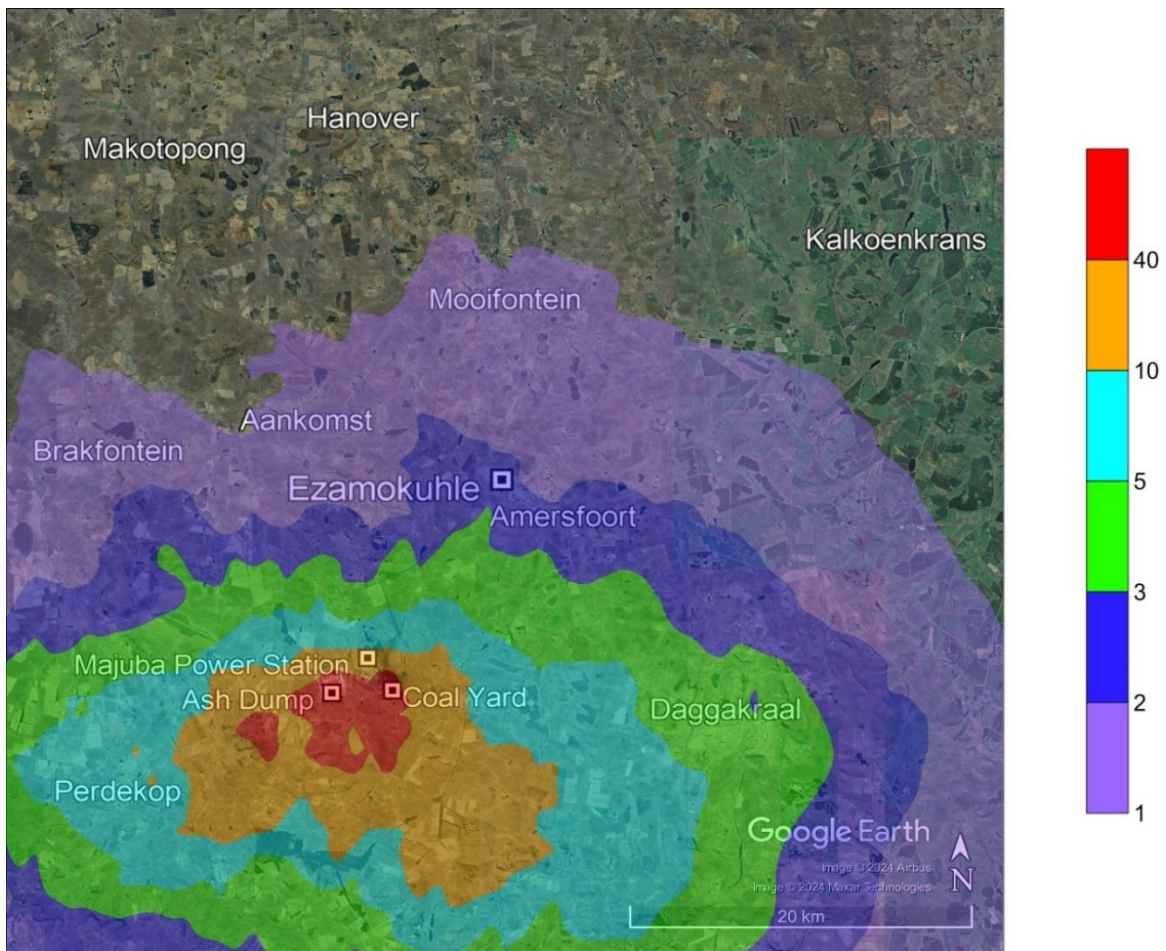 Hanover
Makotopong
Kalkoenkrans
Mooifontein
Aankomst
Brakfontein
Ezamokuhle
Amersfoort
Majuba Power Station
Ash Dump
Coal Yard
Daggakraal
Perdekop
Google Earth
Image © 2024 Airbus
Image © 2024 Maxar Technologies
N
20 km
40
10
5
3
2
1